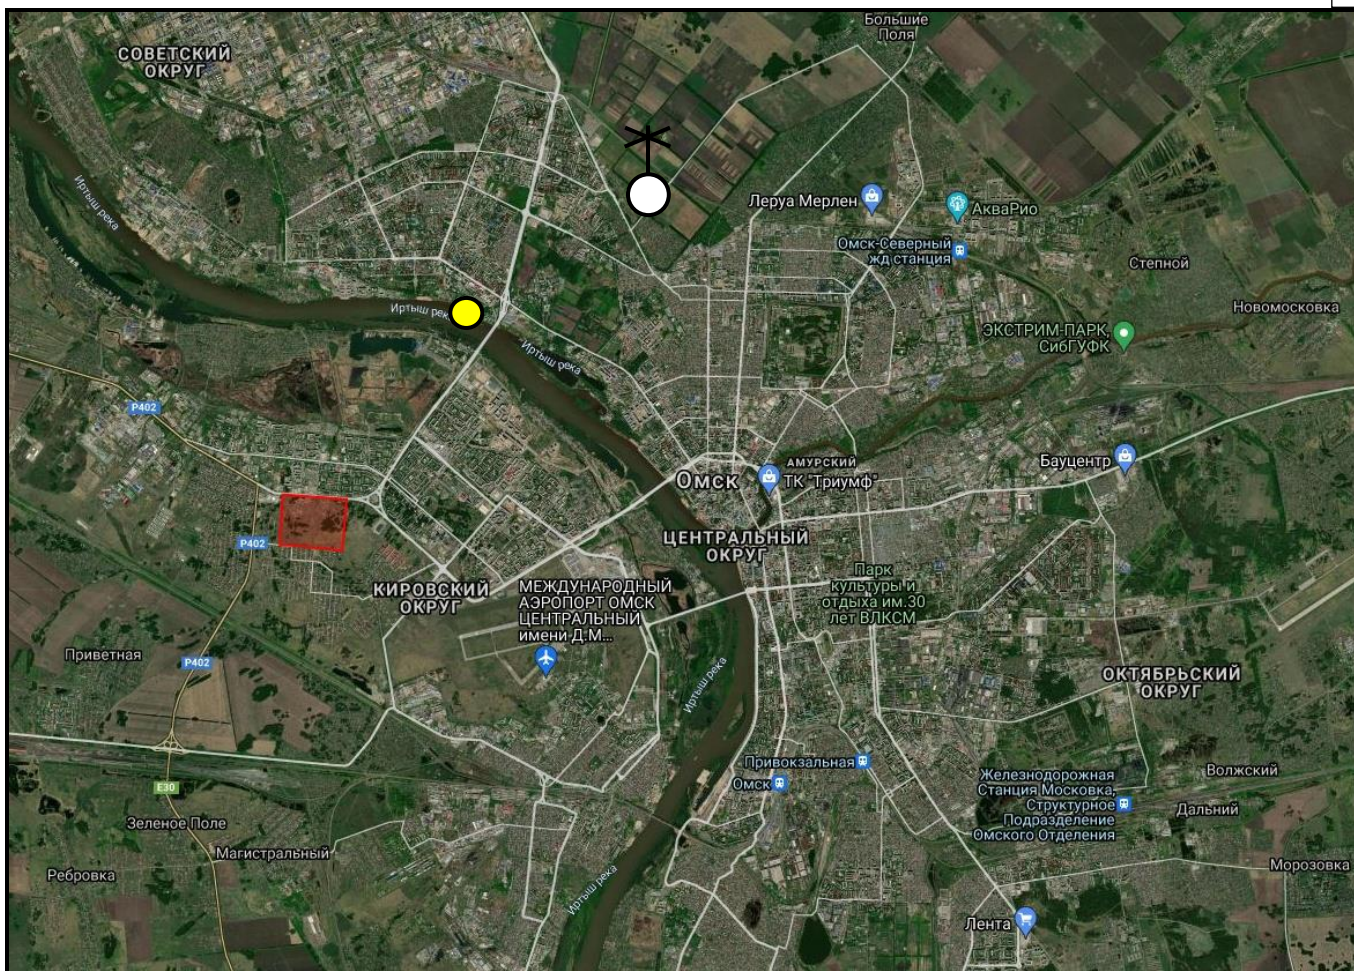 Большие
Поля
СОВЕТСКИЙ
ОКРУГ
Иртыш река
Леруа Мерлен
АкваРио
Омск-Северный
жд станция
Степной
Новомосковка
Иртыш рек
ЭКСТРИМ-ПАРК,
СибГУФК
Иртыш река
Р402
Бауцентр
АМУРСКИЙ
Омск
ТК "Триумф"
Р402
ЦЕНТРАЛЬНЫЙ
ОКРУГ
КИРОВСКИЙ
ОКРУГ
МЕЖДУНАРОДНЫЙ
АЭРОПОРТ ОМСК
ЦЕНТРАЛЬНЫЙ
имени Д.М...
Парк
культуры и
отдыха им.30
лет ВЛКСМ
Приветная
Р402
Иртыш река
ОКТЯБРЬСКИЙ
ОКРУГ
Привокзальная
Омск
Железнодорожная
Станция Московка,
Структурное
Подразделение
Омского Отделения
Волжский
Дальний
E30
Зеленое Поле
Магистральный
Ребровка
Иртыш река
Морозовка
Лента